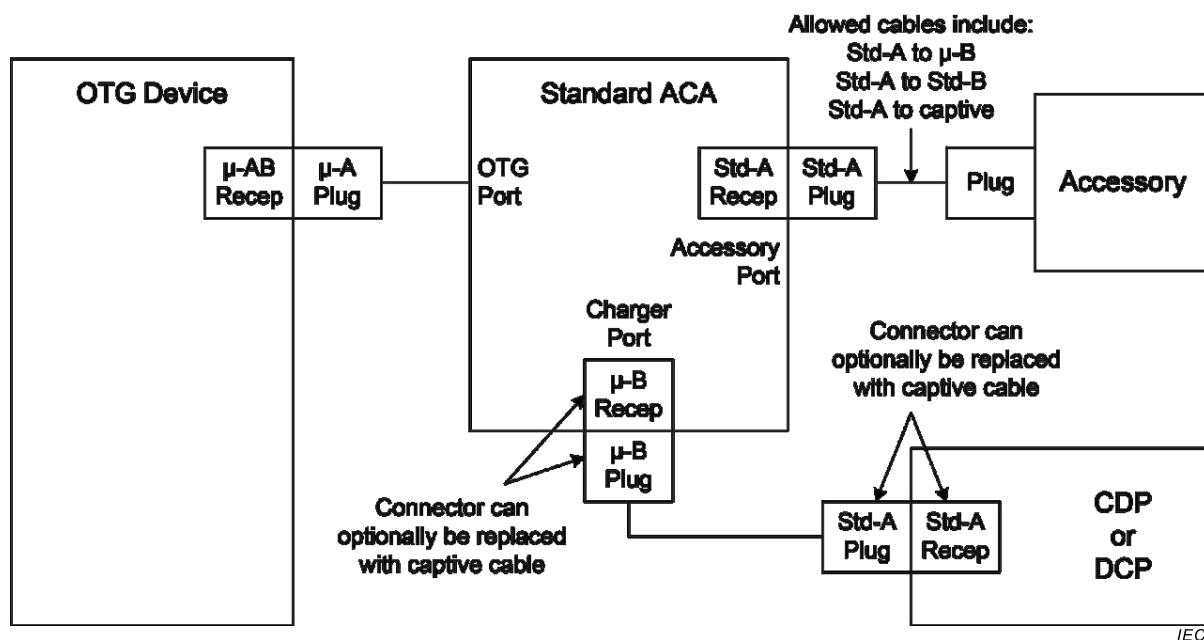 Allowed cables include:
Std-A to μ-B
Std-A to Std-B
Std-A to captive
OTG Device
Standard ACA
μ-AB
Recep
μ-A
Plug
OTG
Port
Std-A
Recep
Std-A
Plug
Plug
Accessory
Accessory
Port
Charger
Port
μ-B
Recep
μ-B
Plug
Connector can
optionally be replaced
with captive cable
Connector can
optionally be replaced
with captive cable
Std-A
Plug
Std-A
Recep
CDP
or
DCP
IEC